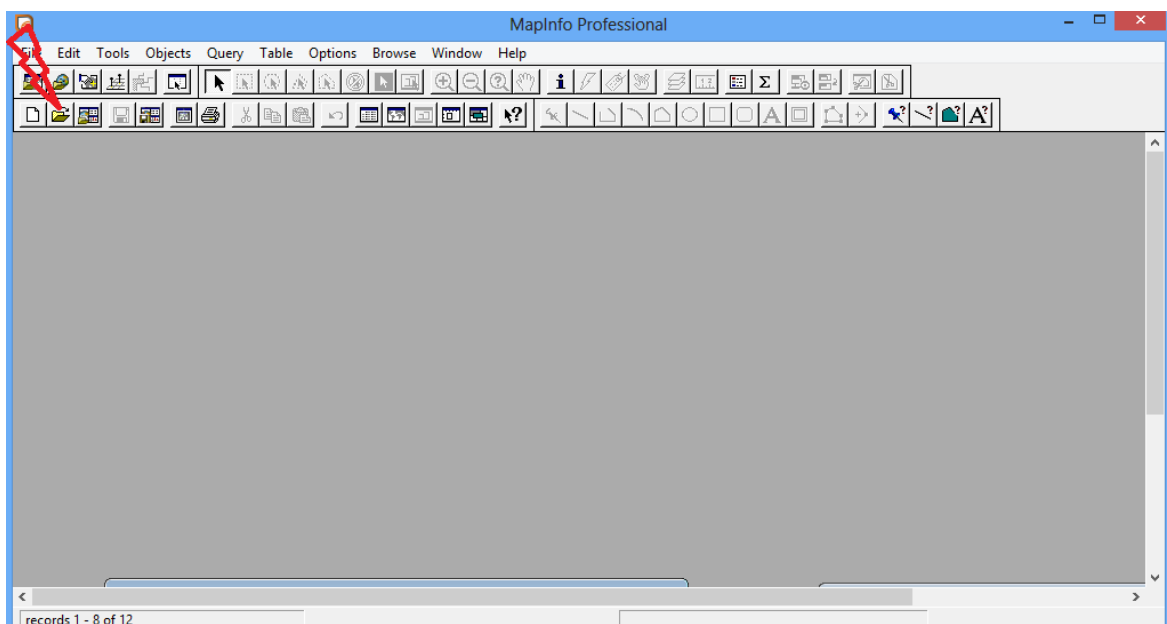 MapInfo Professional
File Edit Tools Objects Query Table Options Browse Window Help
i Σ
? A A?
records 1 - 8 of 12